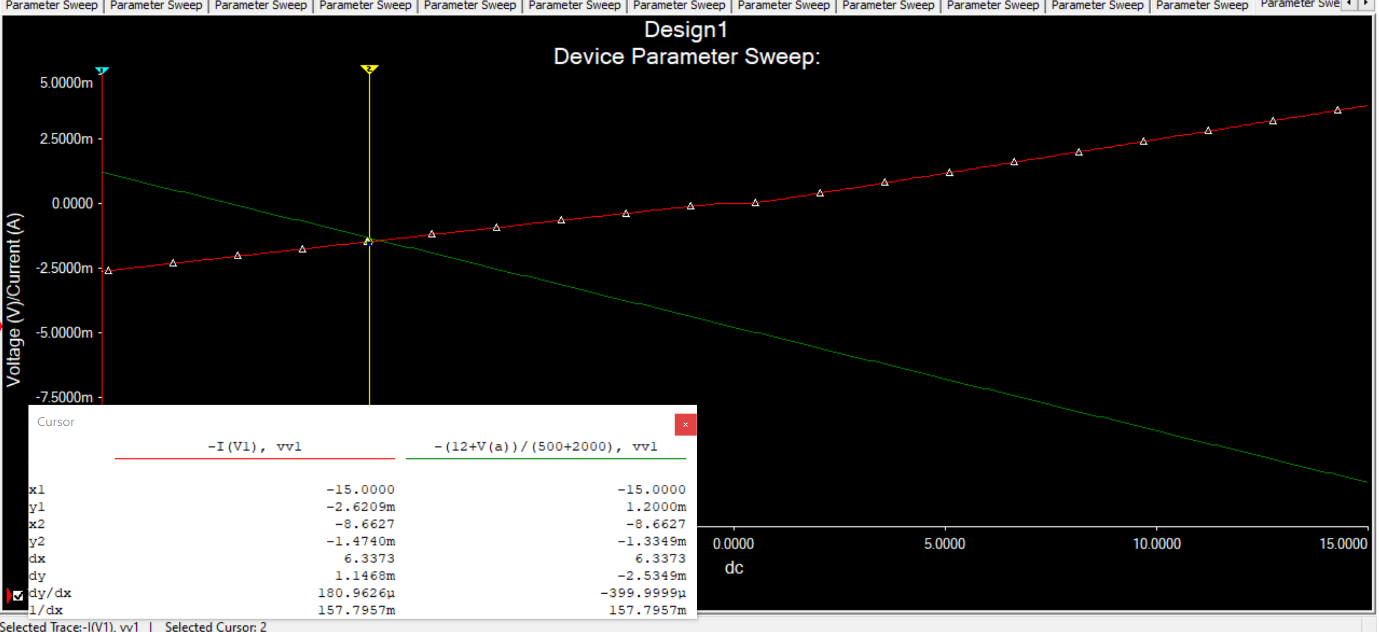 Parameter Sweep | Parameter Sweep | Parameter Sweep | Parameter Sweep | Parameter Sweep | Parameter Sweep | Parameter Sweep | Parameter Sweep | Parameter Sweep | Parameter Sweep | Parameter Sweep | Parameter Sweep | Parameter Swe
Design1
Device Parameter Sweep:
1
2
5.0000m
2.5000m
0.0000
-2.5000m
-5.0000m
-7.5000m
Voltage (V)/Current (A)
Cursor
-I(V1), vv1 -(12+V(a))/(500+2000), vv1
x1 -15.0000 -15.0000
y1 -2.6209m 1.2000m
x2 -8.6627 -8.6627
y2 -1.4740m -1.3349m
dx 6.3373 6.3373
dy 1.1468m -2.5349m
dy/dx 180.9626µ -399.9999µ
1/dx 157.7957m 157.7957m
0.0000 5.0000 10.0000 15.0000
dc
Selected Trace:-I(V1), vv1 | Selected Cursor: 2